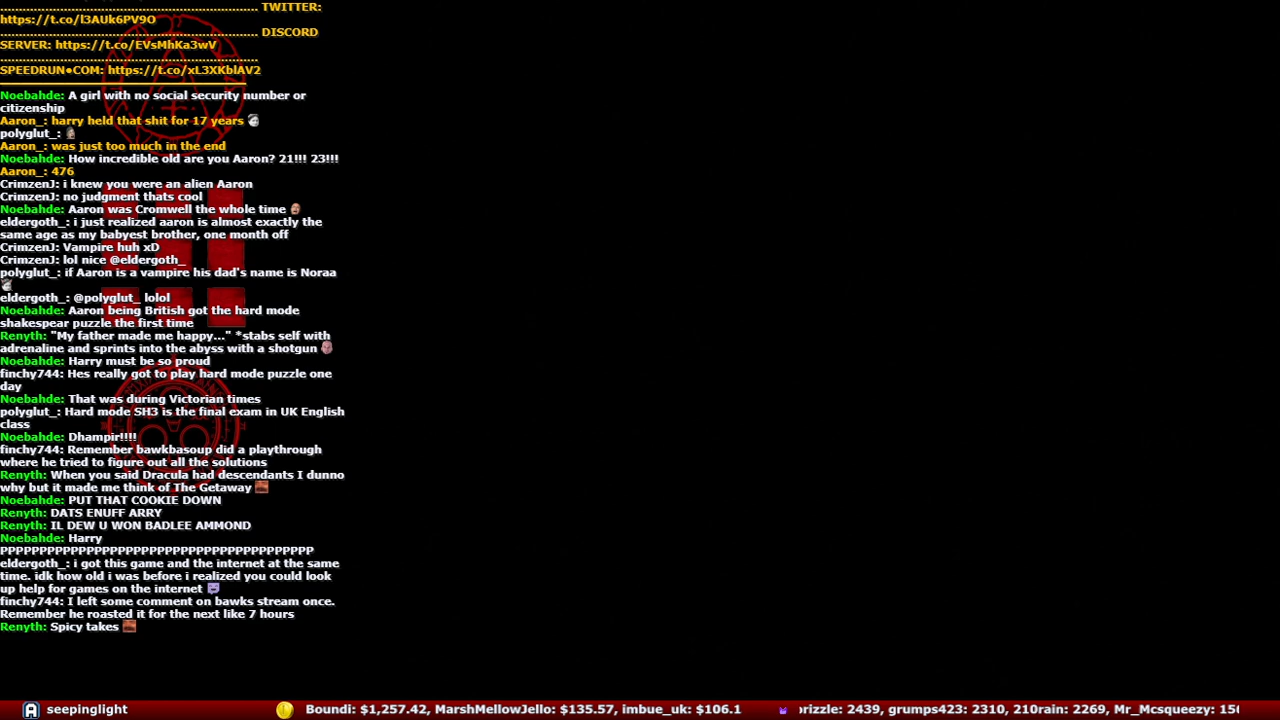 ................................................................. TWITTER:
https://t.co/l3AUk6PV9O
................................................................. DISCORD
SERVER: https://t.co/EVsMhKa3wV
.................................................................
SPEEDRUN●COM: https://t.co/xL3XKblAV2
Noebahde: A girl with no social security number or
citizenship
Aaron_: harry held that shit for 17 years
polyglut_:
Aaron_: was just too much in the end
Noebahde: How incredible old are you Aaron? 21!!! 23!!!
Aaron_: 476
CrimzenJ: i knew you were an alien Aaron
CrimzenJ: no judgment thats cool
Noebahde: Aaron was Cromwell the whole time
eldergoth_: i just realized aaron is almost exactly the
same age as my babyest brother, one month off
CrimzenJ: Vampire huh xD
CrimzenJ: lol nice @eldergoth_
polyglut_: if Aaron is a vampire his dad's name is Noraa
eldergoth_: @polyglut_ lolol
Noebahde: Aaron being British got the hard mode
shakespear puzzle the first time
Renyth: "My father made me happy..." *stabs self with
adrenaline and sprints into the abyss with a shotgun
Noebahde: Harry must be so proud
finchy744: Hes really got to play hard mode puzzle one
day
Noebahde: That was during Victorian times
polyglut_: Hard mode SH3 is the final exam in UK English
class
Noebahde: Dhampir!!!!
finchy744: Remember bawkbasoup did a playthrough
where he tried to figure out all the solutions
Renyth: When you said Dracula had descendants I dunno
why but it made me think of The Getaway
Noebahde: PUT THAT COOKIE DOWN
Renyth: DATS ENUFF ARRY
Renyth: IL DEW U WON BADLEE AMMOND
Noebahde: Harry
PPPPPPPPPPPPPPPPPPPPPPPPPPPPPPPPPPPPPPPP
eldergoth_: i got this game and the internet at the same
time. idk how old i was before i realized you could look
up help for games on the internet
finchy744: I left some comment on bawks stream once.
Remember he roasted it for the next like 7 hours
Renyth: Spicy takes
seepinglight Boundi: $1,257.42, MarshMellowJello: $135.57, imbue_uk: $106.1 rizzle: 2439, grumps423: 2310, 210rain: 2269, Mr_Mcsqueezy: